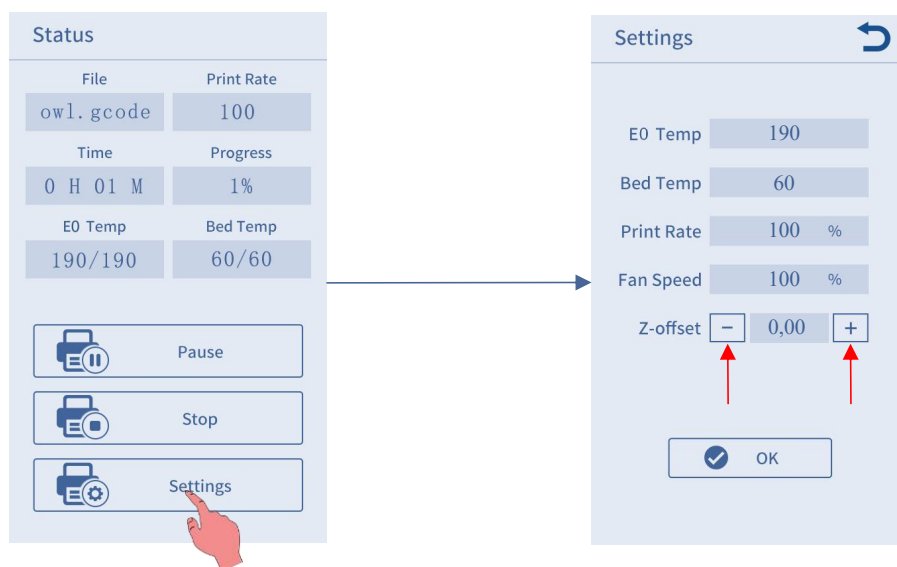 Status
File Print Rate
owl.gcode 100
Time Progress
0 H 01 M 1%
E0 Temp Bed Temp
190/190 60/60
Pause
Stop
Settings
Settings
E0 Temp 190
Bed Temp 60
Print Rate 100 %
Fan Speed 100 %
Z-offset − 0,00 +
OK